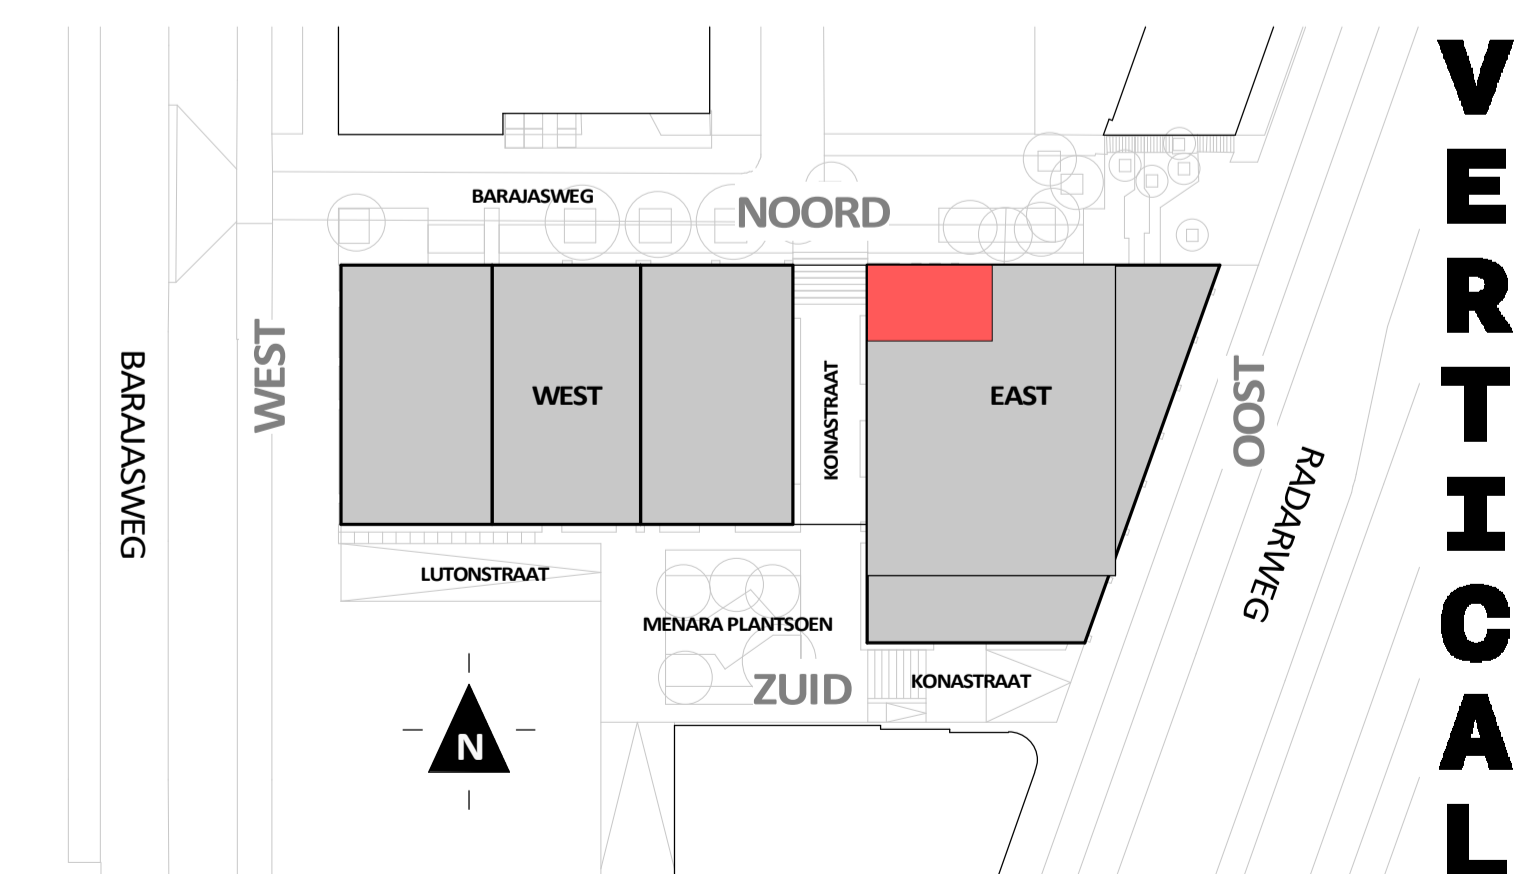 BARAJASWEG
NOORD
WEST
BARAJASWEG
WEST
KONASTRAAT
EAST
OOST
RADARWEG
LUTONSTRAAT
MENARA PLANTSOEN
ZUID
KONASTRAAT
N
VERTICAL